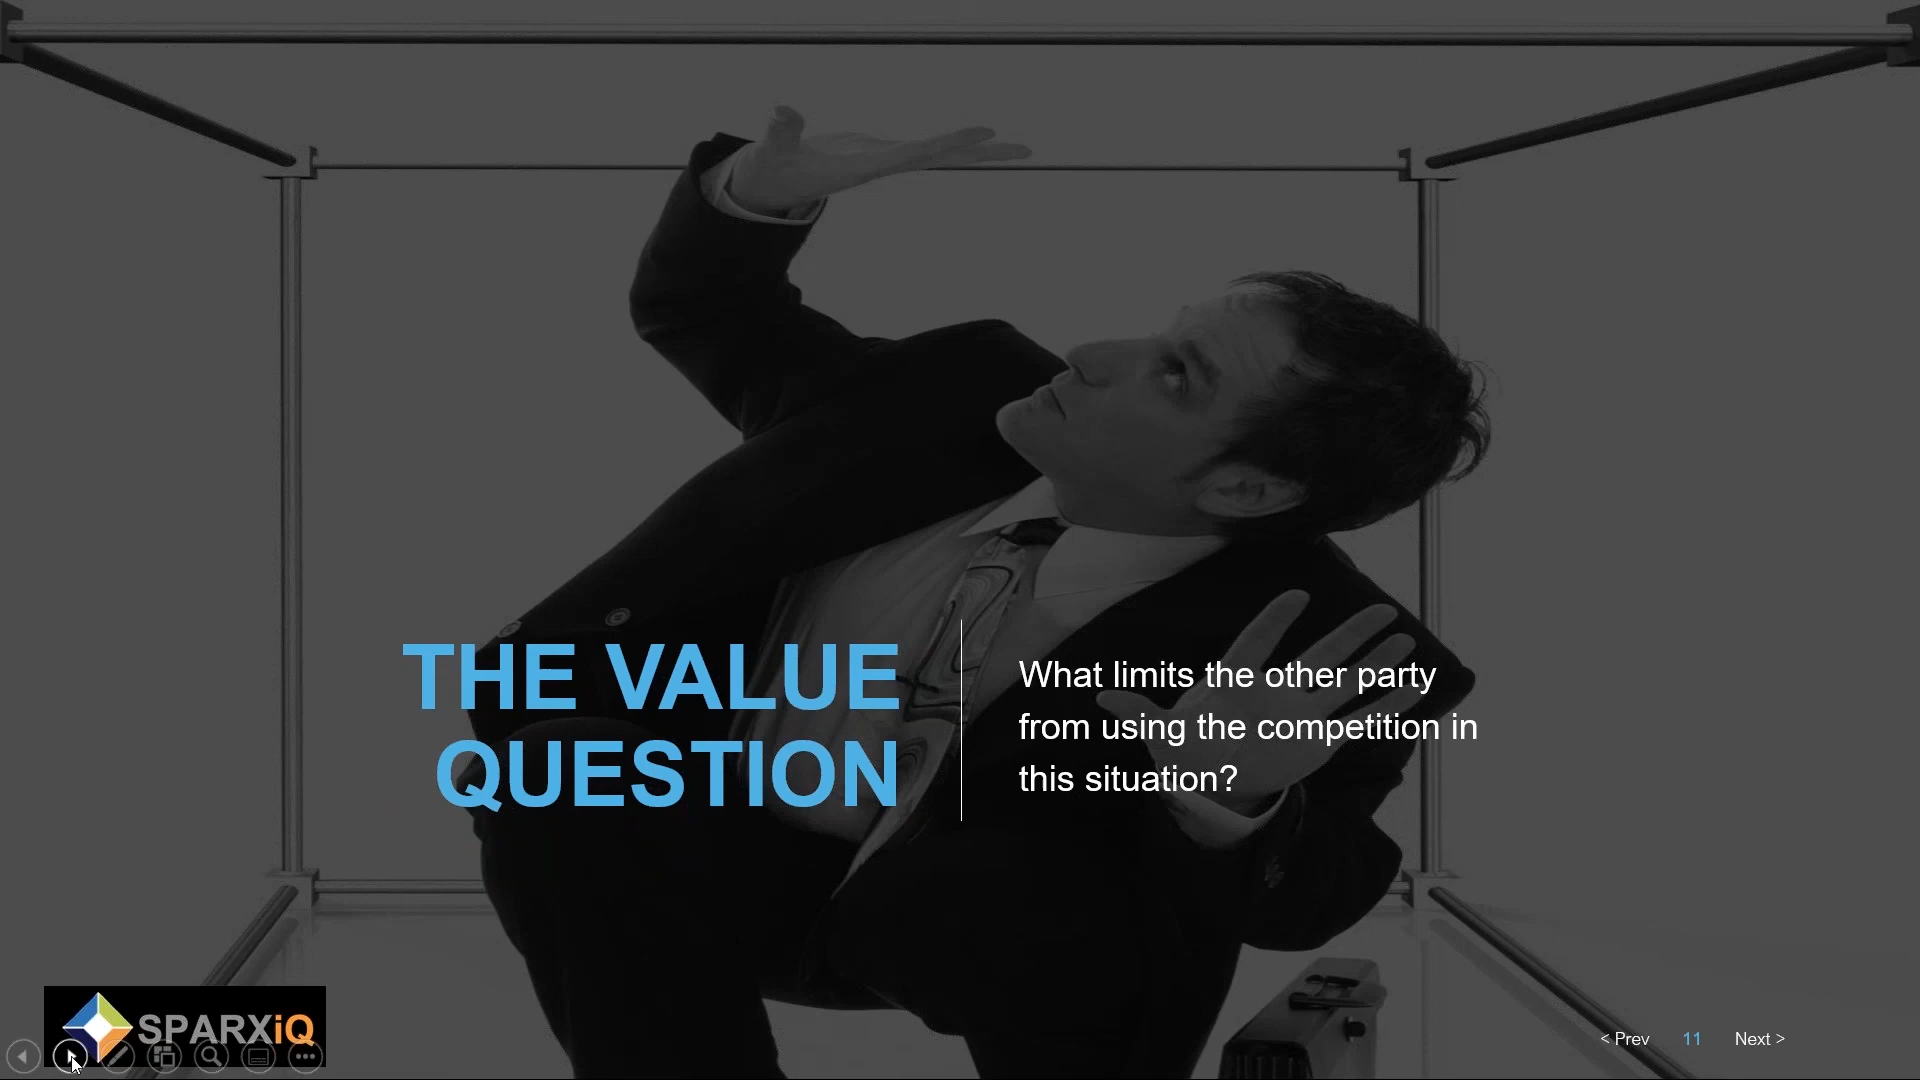 THE VALUE
QUESTION
What limits the other party
from using the competition in
this situation?
SPARXiQ
< Prev 11 Next >